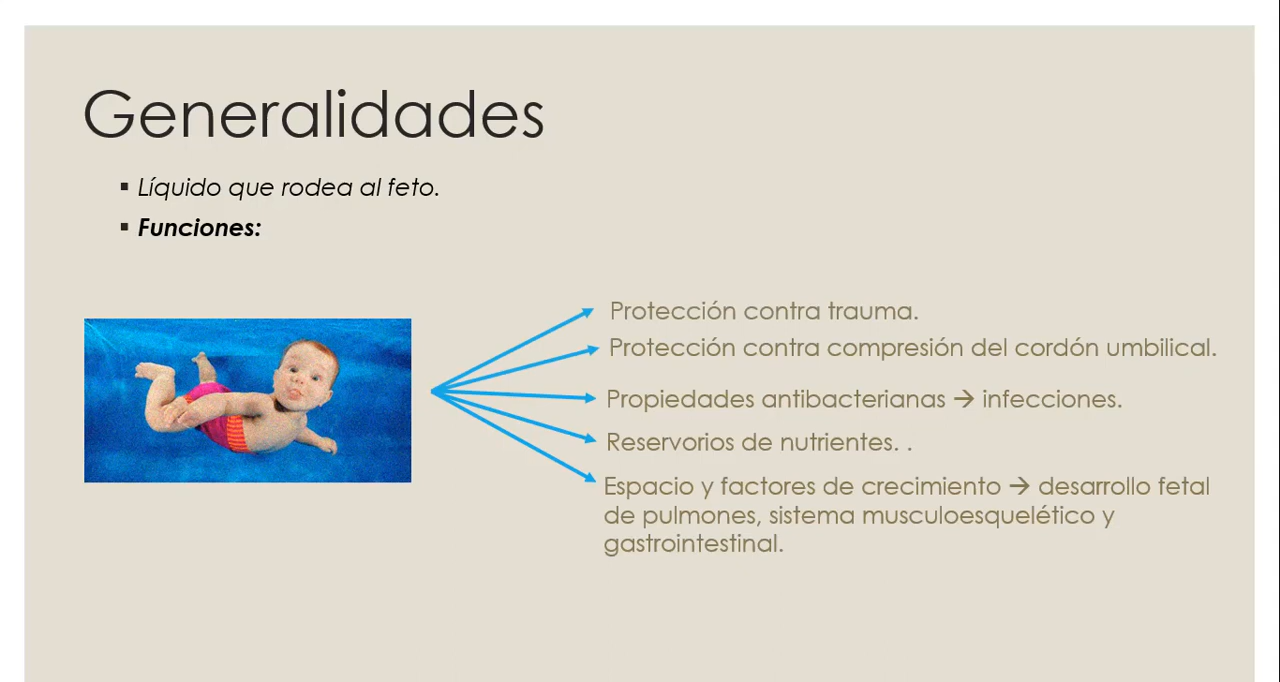 Generalidades
▪ Líquido que rodea al feto.
▪ Funciones:
Protección contra trauma.
Protección contra compresión del cordón umbilical.
Propiedades antibacterianas → infecciones.
Reservorios de nutrientes. .
Espacio y factores de crecimiento → desarrollo fetal
de pulmones, sistema musculoesquelético y
gastrointestinal.